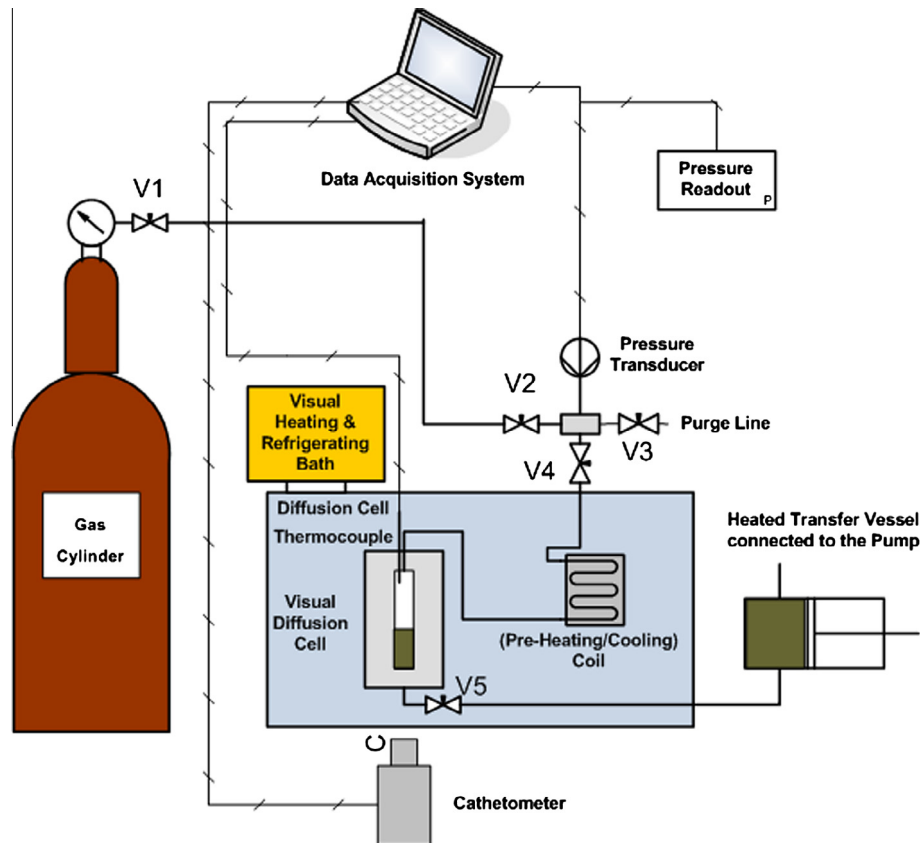 Data Acquisition System
Pressure
Readout
P
V1
Pressure
Transducer
V2
Purge Line
V3
V4
Visual
Heating &
Refrigerating
Bath
Gas
Cylinder
Diffusion Cell
Thermocouple
Visual
Diffusion
Cell
(Pre-Heating/Cooling)
Coil
Heated Transfer Vessel
connected to the Pump
V5
C
Cathetometer